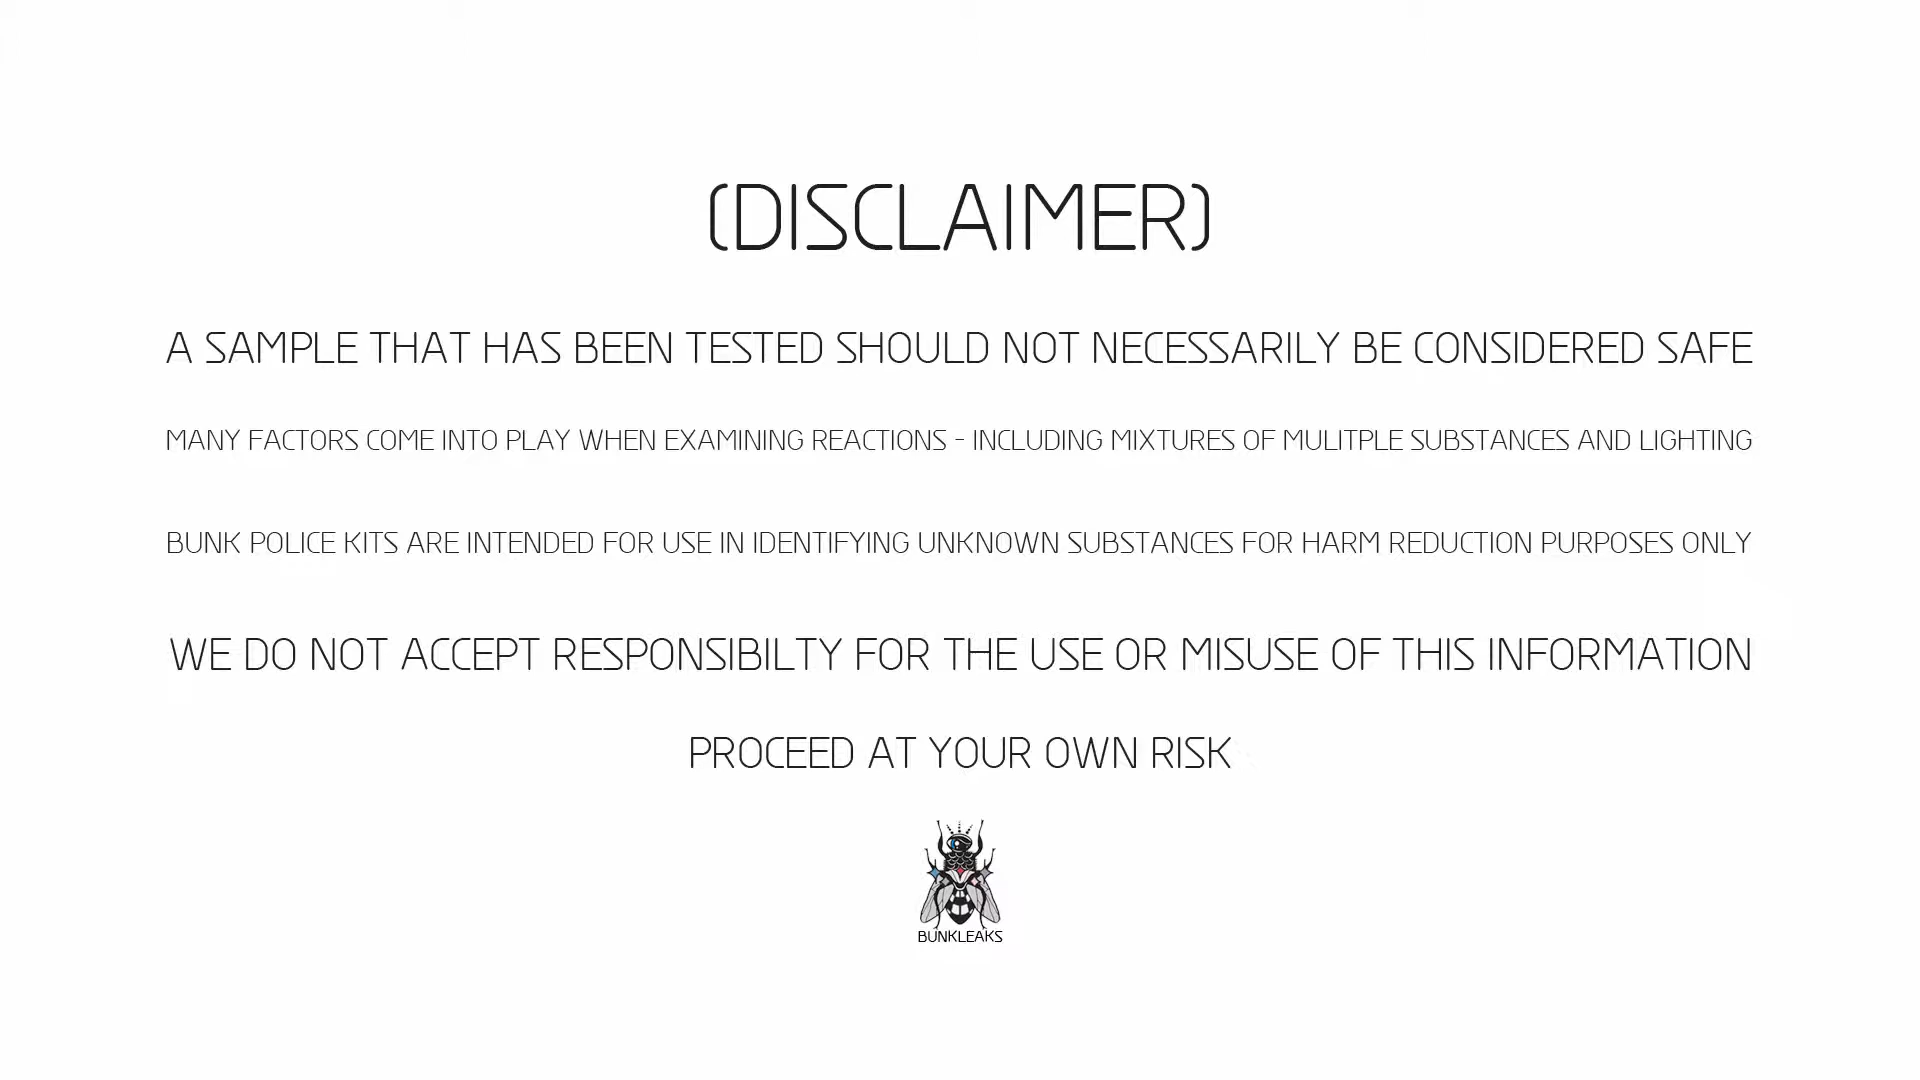 (DISCLAIMER)
A SAMPLE THAT HAS BEEN TESTED SHOULD NOT NECESSARILY BE CONSIDERED SAFE
MANY FACTORS COME INTO PLAY WHEN EXAMINING REACTIONS - INCLUDING MIXTURES OF MULITPLE SUBSTANCES AND LIGHTING
BUNK POLICE KITS ARE INTENDED FOR USE IN IDENTIFYING UNKNOWN SUBSTANCES FOR HARM REDUCTION PURPOSES ONLY
WE DO NOT ACCEPT RESPONSIBILTY FOR THE USE OR MISUSE OF THIS INFORMATION
PROCEED AT YOUR OWN RISK
BUNKLEAKS